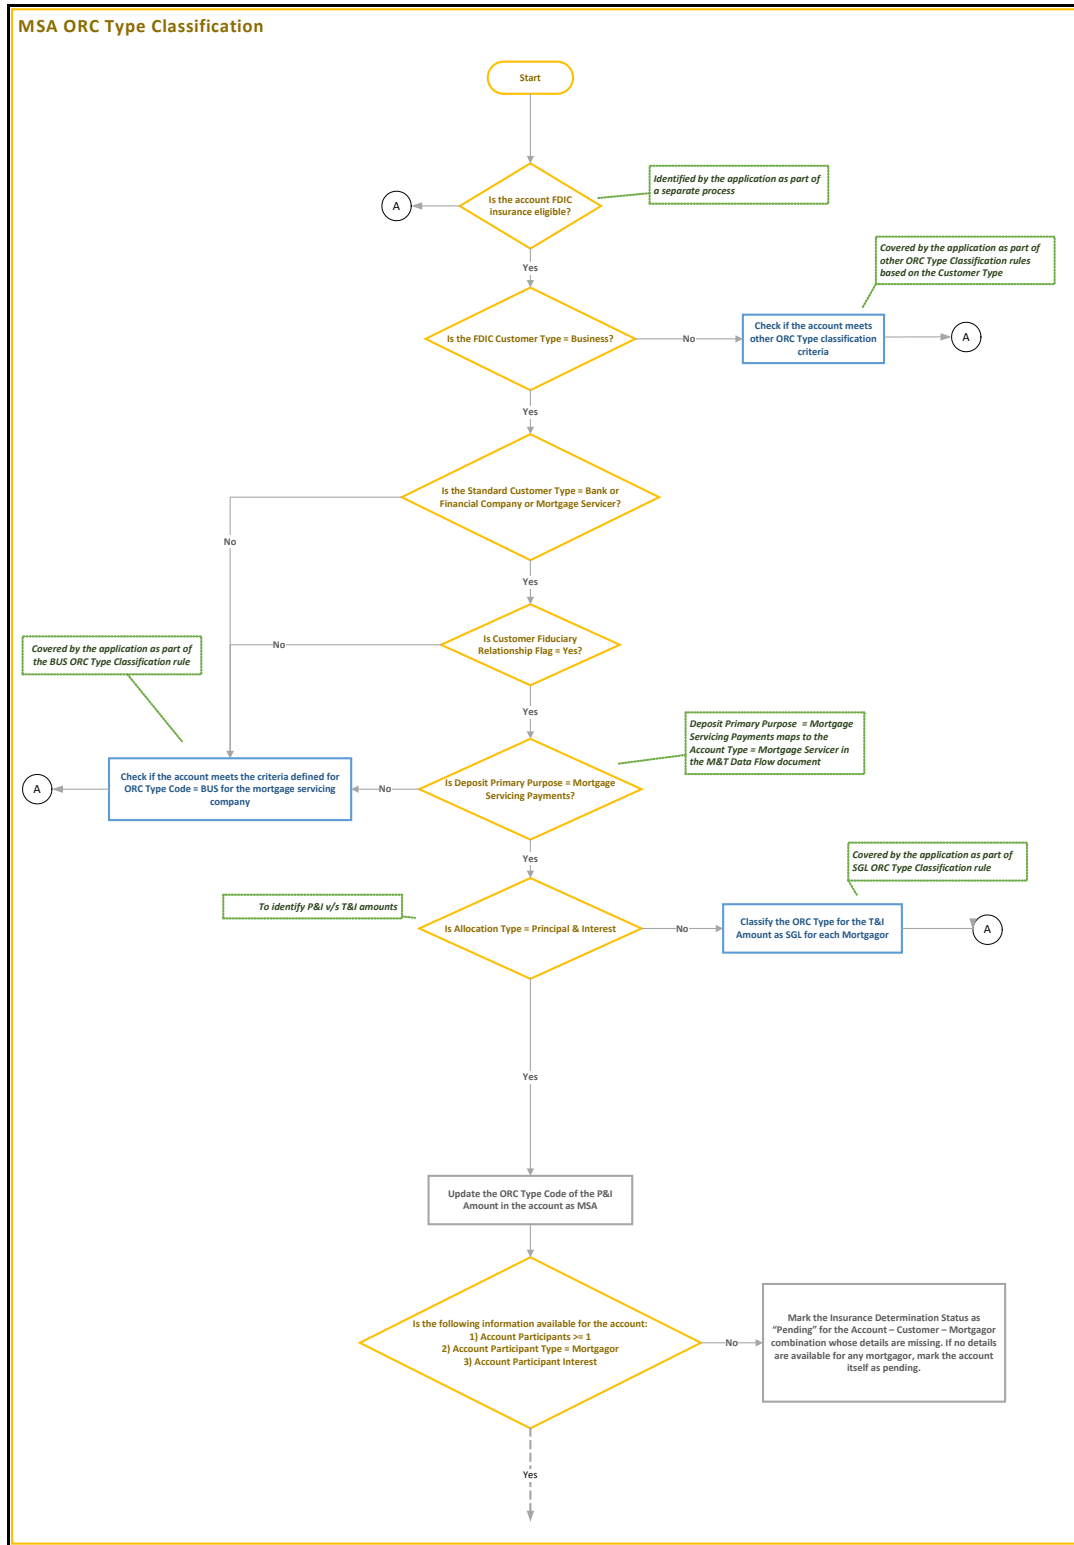 MSA ORC Type Classification
Start
Is the account FDIC
insurance eligible?
A
Identified by the application as part of
a separate process
Yes
Covered by the application as part of
other ORC Type Classification rules
based on the Customer Type
Is the FDIC Customer Type = Business?
No
Check if the account meets
other ORC Type classification
criteria
A
Yes
Is the Standard Customer Type = Bank or
Financial Company or Mortgage Servicer?
No
Yes
Is Customer Fiduciary
Relationship Flag = Yes?
No
Covered by the application as part of
the BUS ORC Type Classification rule
Yes
Deposit Primary Purpose = Mortgage
Servicing Payments maps to the
Account Type = Mortgage Servicer in
the M&T Data Flow document
Is Deposit Primary Purpose = Mortgage
Servicing Payments?
No
Check if the account meets the criteria defined for
ORC Type Code = BUS for the mortgage servicing
company
A
Yes
Covered by the application as part of
SGL ORC Type Classification rule
To identify P&I v/s T&I amounts
Is Allocation Type = Principal & Interest
No
Classify the ORC Type for the T&I
Amount as SGL for each Mortgagor
A
Yes
Update the ORC Type Code of the P&I
Amount in the account as MSA
Is the following information available for the account:
1) Account Participants >= 1
2) Account Participant Type = Mortgagor
3) Account Participant Interest
No
Mark the Insurance Determination Status as
“Pending” for the Account – Customer – Mortgagor
combination whose details are missing. If no details
are available for any mortgagor, mark the account
itself as pending.
Yes